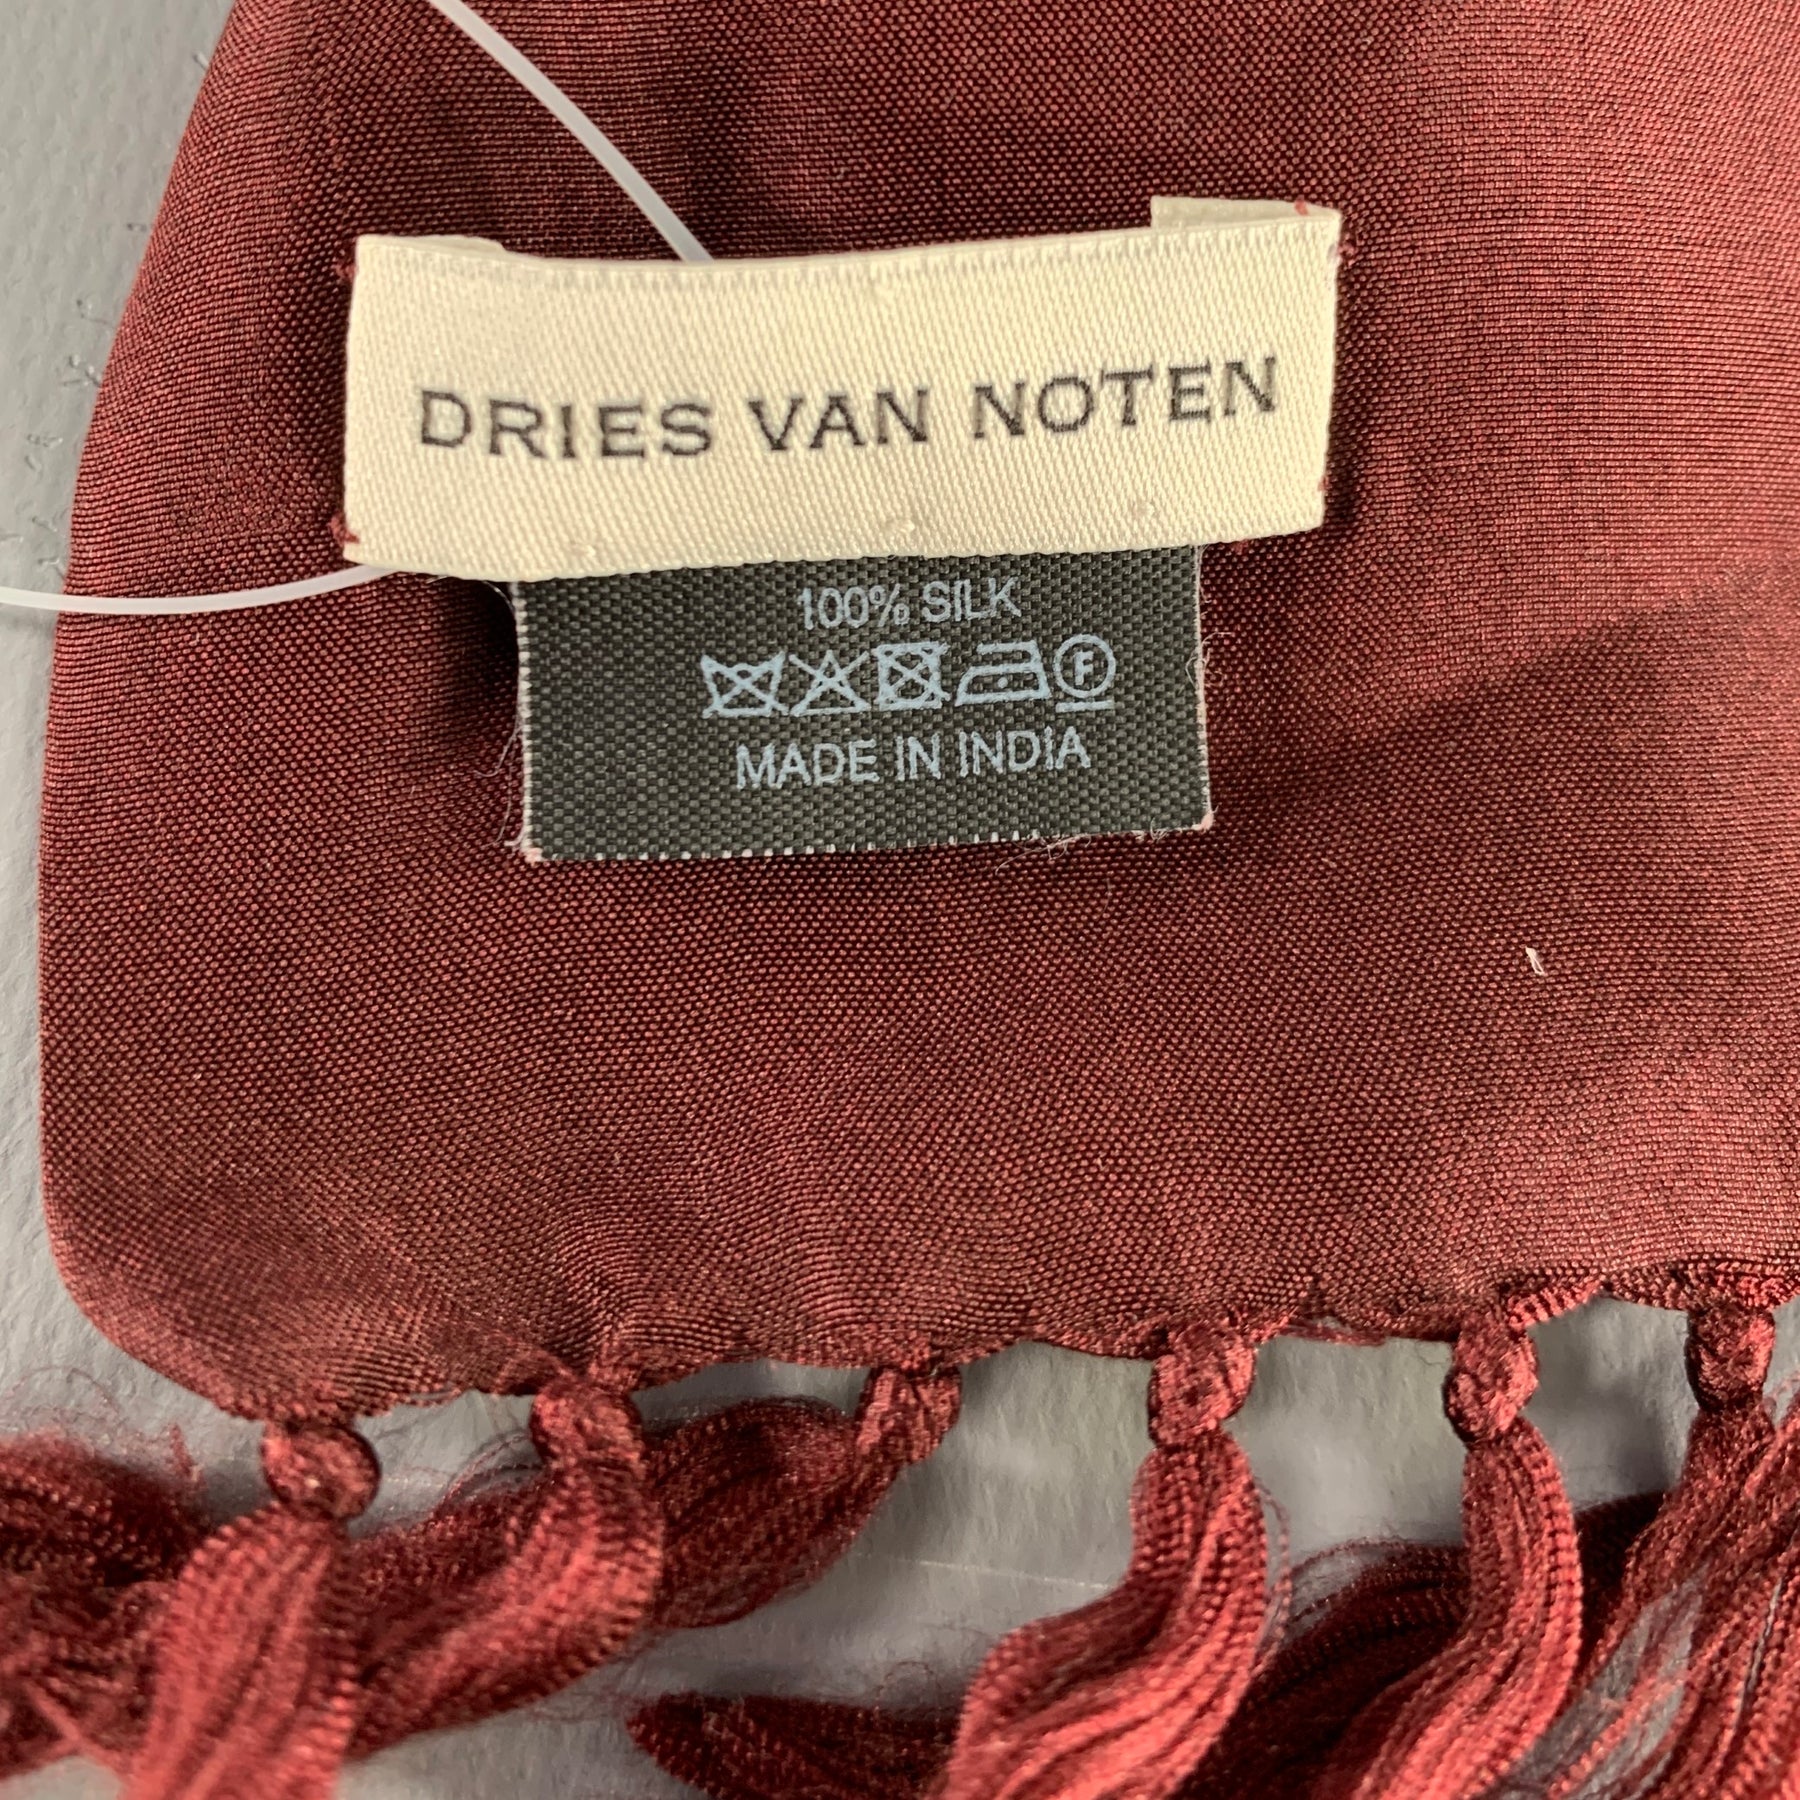 DRIES VAN NOTEN
100% SILK
F
MADE IN INDIA